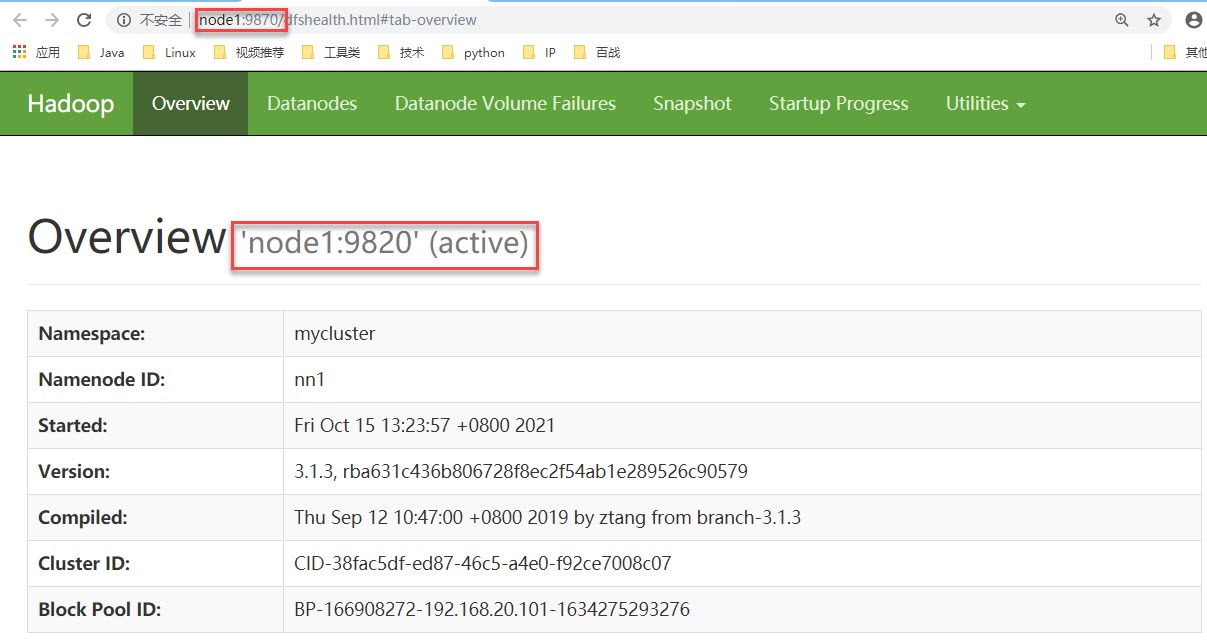 不安全 node1:9870/dfshealth.html#tab-overview
应用 Java Linux 视频推荐 工具类 技术 python IP 百战 其他
Hadoop Overview Datanodes Datanode Volume Failures Snapshot Startup Progress Utilities
Overview 'node1:9820' (active)
Namespace: mycluster
Namenode ID: nn1
Started: Fri Oct 15 13:23:57 +0800 2021
Version: 3.1.3, rba631c436b806728f8ec2f54ab1e289526c90579
Compiled: Thu Sep 12 10:47:00 +0800 2019 by ztang from branch-3.1.3
Cluster ID: CID-38fac5df-ed87-46c5-a4e0-f92ce7008c07
Block Pool ID: BP-166908272-192.168.20.101-1634275293276